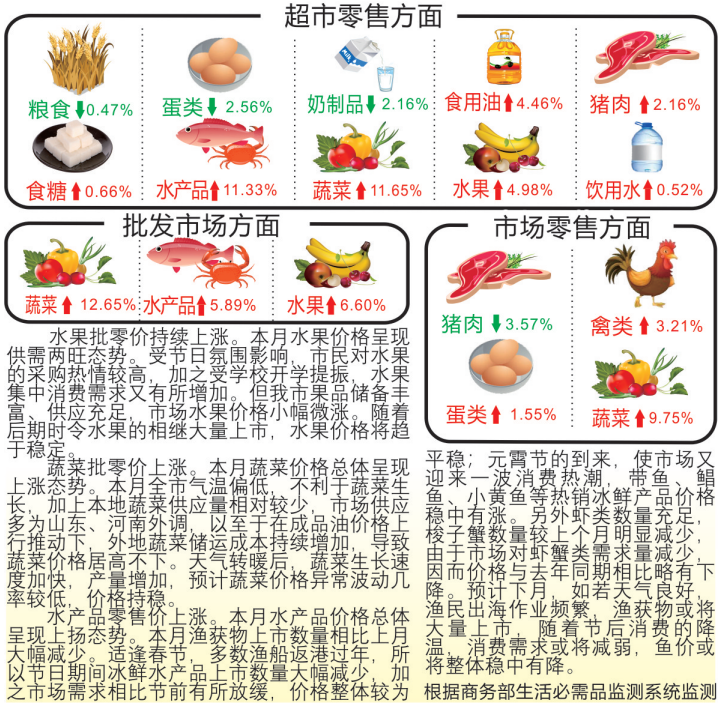 超市零售方面
粮食⬇0.47%
蛋类⬇2.56%
奶制品⬇2.16%
食用油⬆4.46%
猪肉⬆2.16%
食糖⬆0.66%
水产品⬆11.33%
蔬菜⬆11.65%
水果⬆4.98%
饮用水⬆0.52%
批发市场方面
蔬菜⬆12.65%
水产品⬆5.89%
水果⬆6.60%
市场零售方面
猪肉⬇3.57%
禽类⬆3.21%
蛋类⬆1.55%
蔬菜⬆9.75%
水果批零价持续上涨。本月水果价格呈现
供需两旺态势。受节日氛围影响，市民对水果
的采购热情较高，加之受学校开学提振，水果
集中消费需求又有所增加。但我市果品储备丰
富、供应充足，市场水果价格小幅微涨。随着
后期时令水果的相继大量上市，水果价格将趋
于稳定。
蔬菜批零价上涨。本月蔬菜价格总体呈现
上涨态势。本月全市气温偏低，不利于蔬菜生
长，加上本地蔬菜供应量相对较少，市场供应
多为山东、河南外调，以至于在成品油价格上
行推动下，外地蔬菜储运成本持续增加，导致
蔬菜价格居高不下。天气转暖后，蔬菜生长速
度加快，产量增加，预计蔬菜价格异常波动几
率较低，价格持稳。
水产品零售价上涨。本月水产品价格总体
呈现上扬态势。本月渔获物上市数量相比上月
大幅减少。适逢春节，多数渔船返港过年，所
以节日期间冰鲜水产品上市数量大幅减少，加
之市场需求相比节前有所放缓，价格整体较为
平稳；元宵节的到来，使市场又
迎来一波消费热潮，带鱼、鲳
鱼、小黄鱼等热销冰鲜产品价格
稳中有涨。另外虾类数量充足，
梭子蟹数量较上个月明显减少，
由于市场对虾蟹类需求量减少，
因而价格与去年同期相比略有下
降。预计下月，如若天气良好，
渔民出海作业频繁，渔获物或将
大量上市，随着节后消费的降
温，消费需求或将减弱，鱼价或
将整体稳中有降。
根据商务部生活必需品监测系统监测